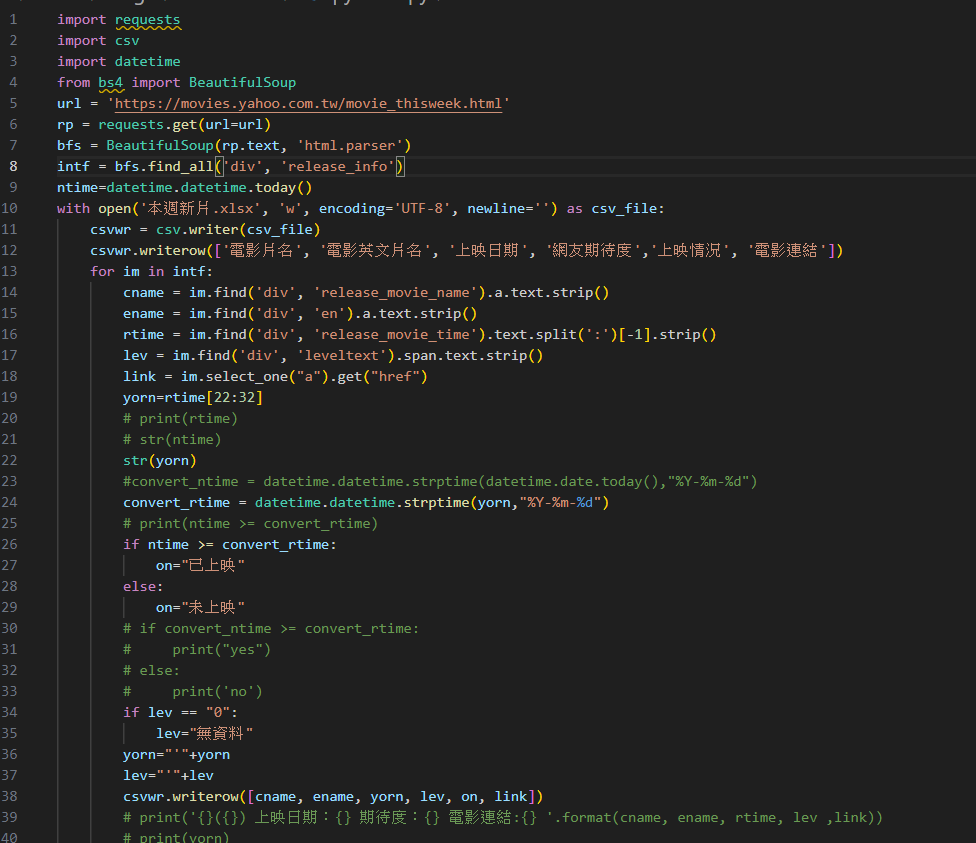 1 import requests
2 import csv
3 import datetime
4 from bs4 import BeautifulSoup
5 url = 'https://movies.yahoo.com.tw/movie_thisweek.html'
6 rp = requests.get(url=url)
7 bfs = BeautifulSoup(rp.text, 'html.parser')
8 intf = bfs.find_all('div', 'release_info')
9 ntime=datetime.datetime.today()
10 with open('本週新片.xlsx', 'w', encoding='UTF-8', newline='') as csv_file:
11     csvwr = csv.writer(csv_file)
12     csvwr.writerow(['電影片名', '電影英文片名', '上映日期', '網友期待度','上映情況', '電影連結'])
13     for im in intf:
14         cname = im.find('div', 'release_movie_name').a.text.strip()
15         ename = im.find('div', 'en').a.text.strip()
16         rtime = im.find('div', 'release_movie_time').text.split(':')[-1].strip()
17         lev = im.find('div', 'leveltext').span.text.strip()
18         link = im.select_one("a").get("href")
19         yorn=rtime[22:32]
20         # print(rtime)
21         # str(ntime)
22         str(yorn)
23         #convert_ntime = datetime.datetime.strptime(datetime.date.today(),"%Y-%m-%d")
24         convert_rtime = datetime.datetime.strptime(yorn,"%Y-%m-%d")
25         # print(ntime >= convert_rtime)
26         if ntime >= convert_rtime:
27             on="已上映"
28         else:
29             on="未上映"
30         # if convert_ntime >= convert_rtime:
31         #     print("yes")
32         # else:
33         #     print('no')
34         if lev == "0":
35             lev="無資料"
36         yorn="'"+yorn
37         lev="'"+lev
38         csvwr.writerow([cname, ename, yorn, lev, on, link])
39         # print('{}({}) 上映日期：{} 期待度：{} 電影連結:{} '.format(cname, ename, rtime, lev ,link))
40         # print(yorn)